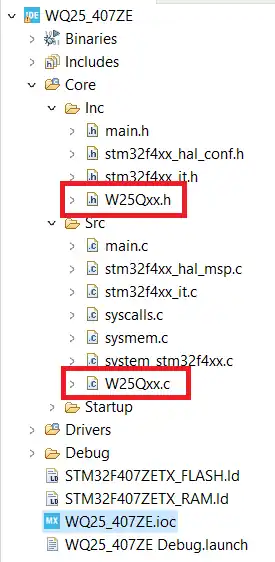 WQ25_407ZE
Binaries
Includes
Core
Inc
main.h
stm32f4xx_hal_conf.h
stm32f4xx_it.h
W25Qxx.h
Src
main.c
stm32f4xx_hal_msp.c
stm32f4xx_it.c
syscalls.c
sysmem.c
system_stm32f4xx.c
W25Qxx.c
Startup
Drivers
Debug
STM32F407ZETX_FLASH.ld
STM32F407ZETX_RAM.ld
WQ25_407ZE.ioc
WQ25_407ZE Debug.launch